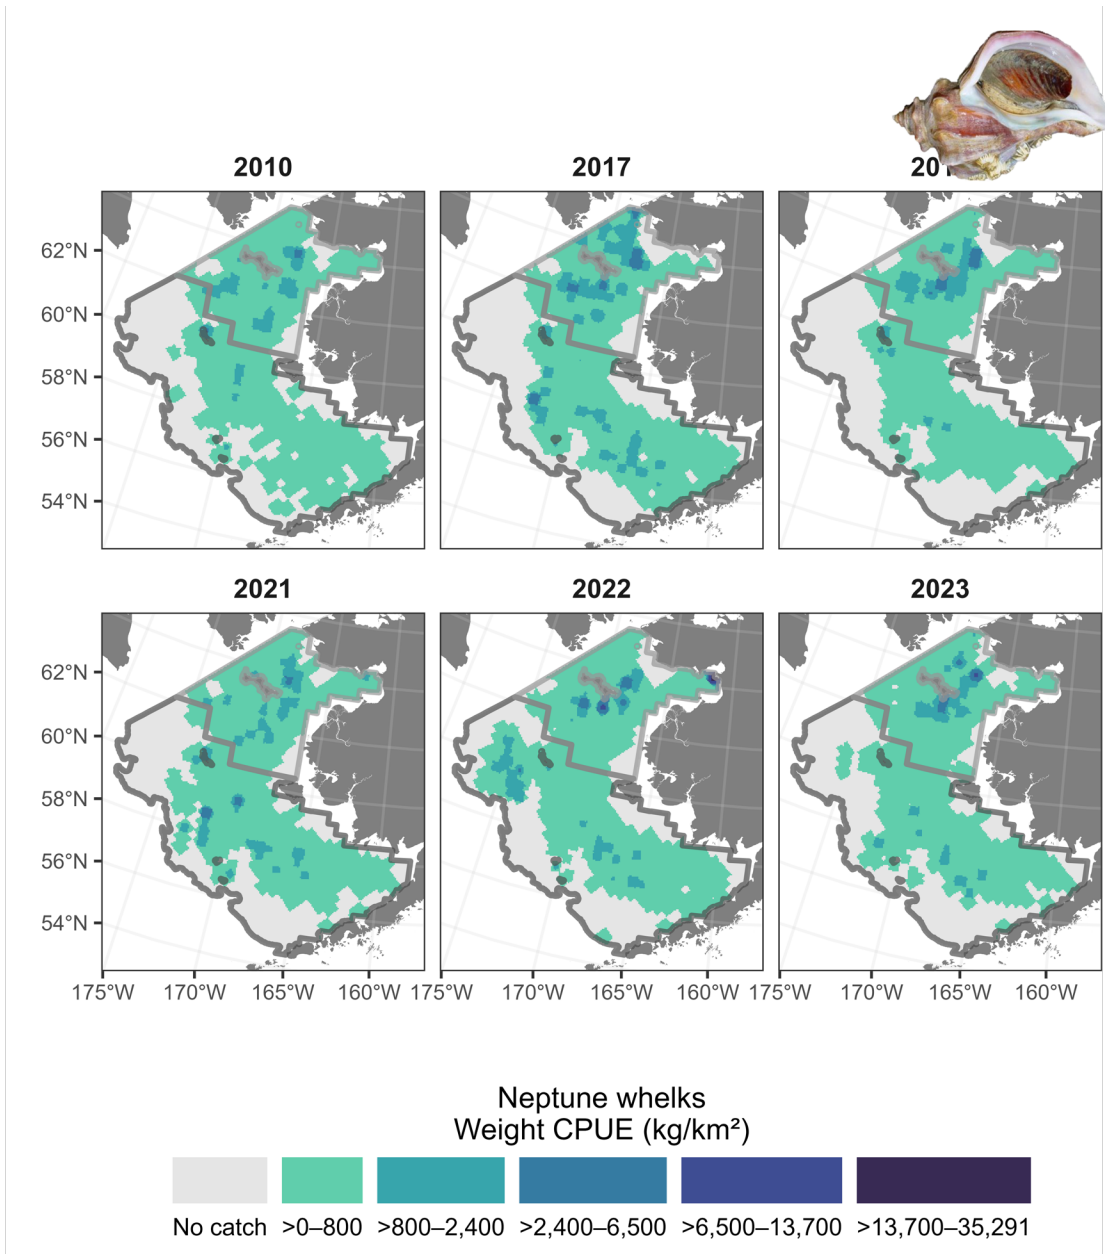 2010 2017
62°N
60°N
58°N
56°N
54°N
2021 2022 2023
62°N
60°N
58°N
56°N
54°N
175°W 170°W 165°W 160°W 175°W 170°W 165°W 160°W 175°W 170°W 165°W 160°W
Neptune whelks
Weight CPUE (kg/km²)
No catch >0–800 >800–2,400 >2,400–6,500 >6,500–13,700 >13,700–35,291